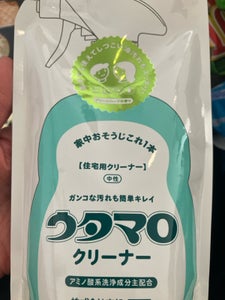 家中おそうじこれ1本
【住宅用クリーナー】
中性
ガンコな汚れも簡単キレイ
ウタマロ
クリーナー
アミノ酸系洗浄成分主配合